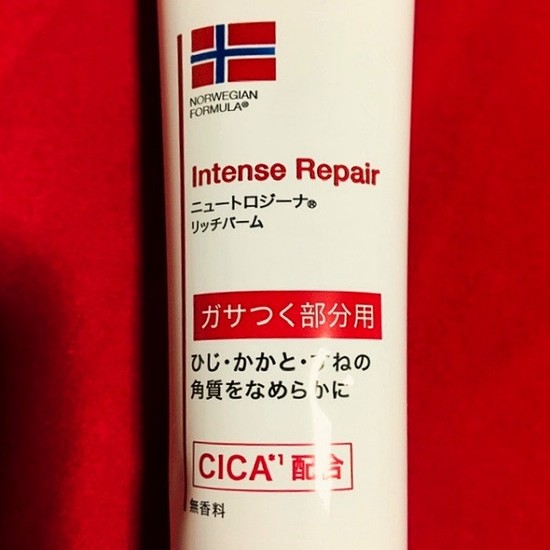 NORWEGIAN
FORMULA®
Intense Repair
ニュートロジーナ®
リッチバーム
ガサつく部分用
ひじ・かかと・すねの
角質をなめらかに
CICA*1 配合
無香料